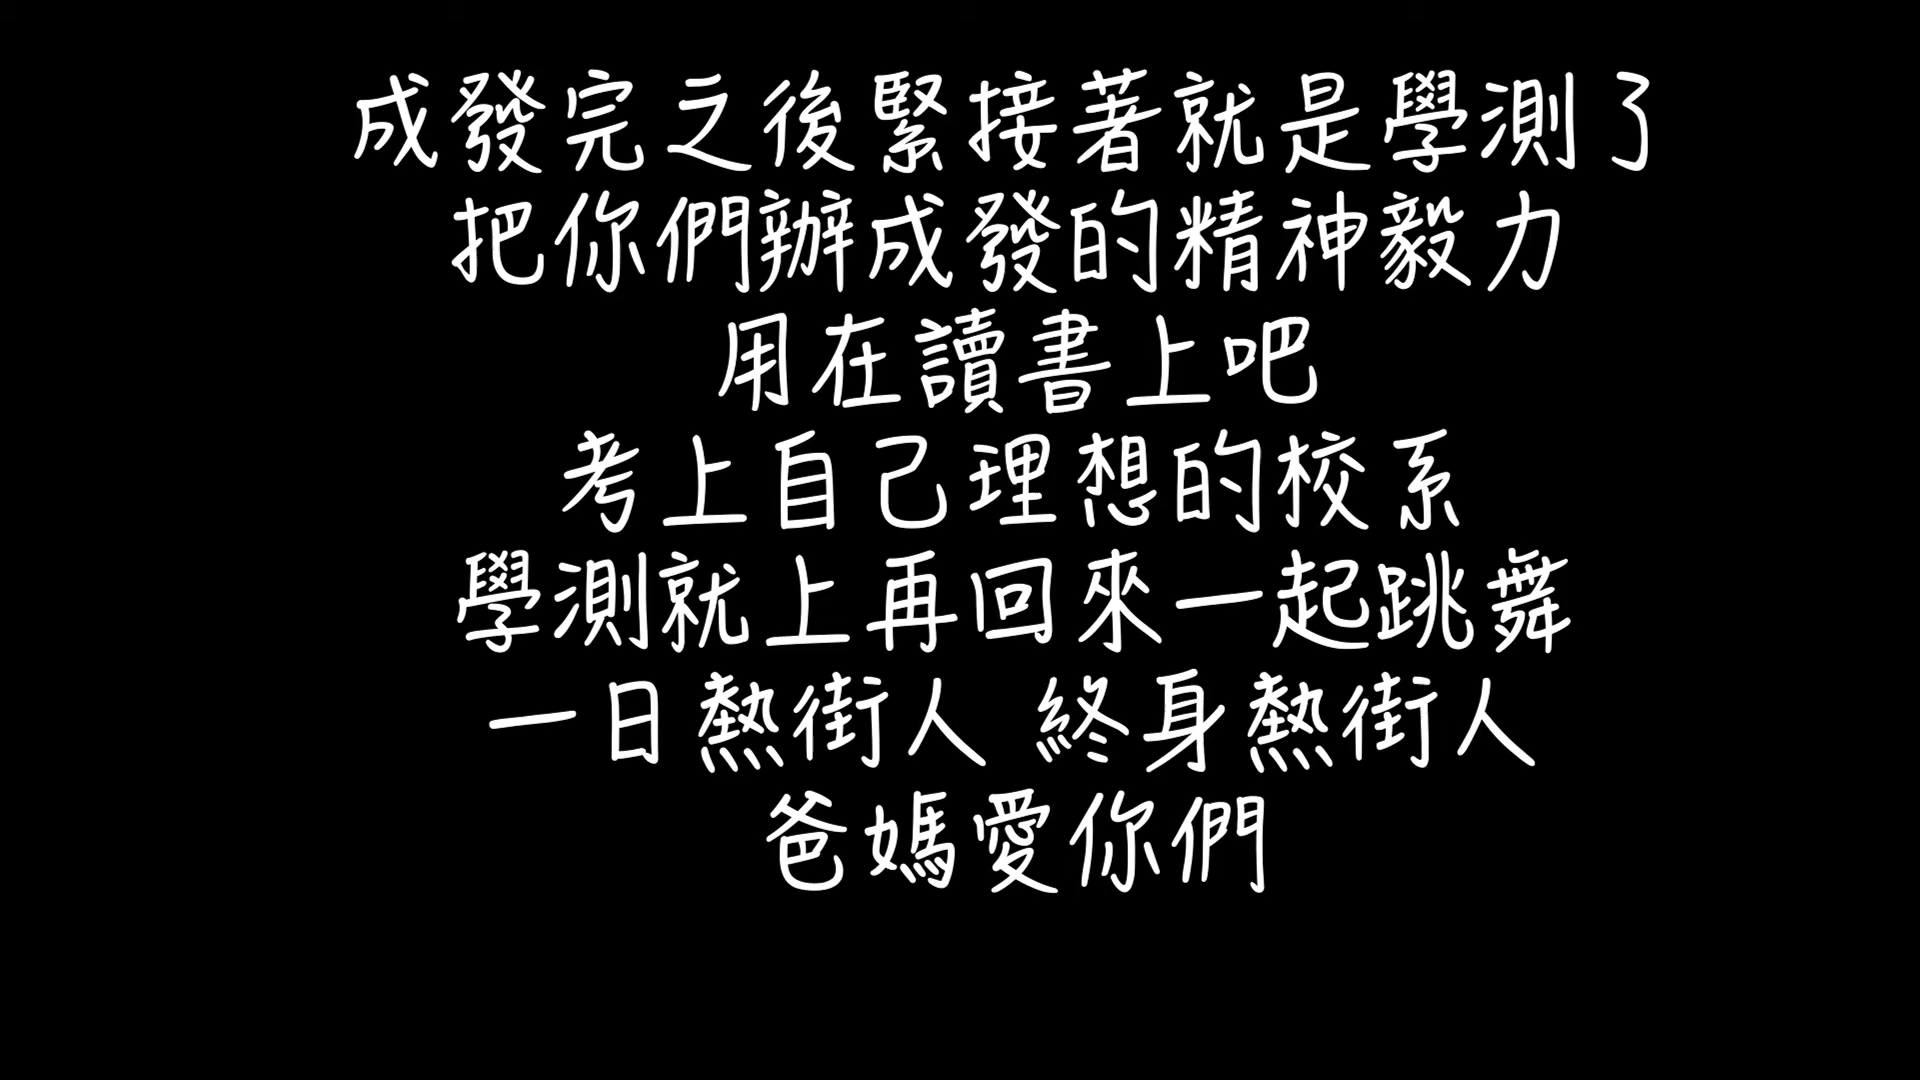 成發完之後緊接著就是學測了
把你們辦成發的精神毅力
用在讀書上吧
考上自己理想的校系
學測就上再回來一起跳舞
一日熱街人 終身熱街人
爸媽愛你們